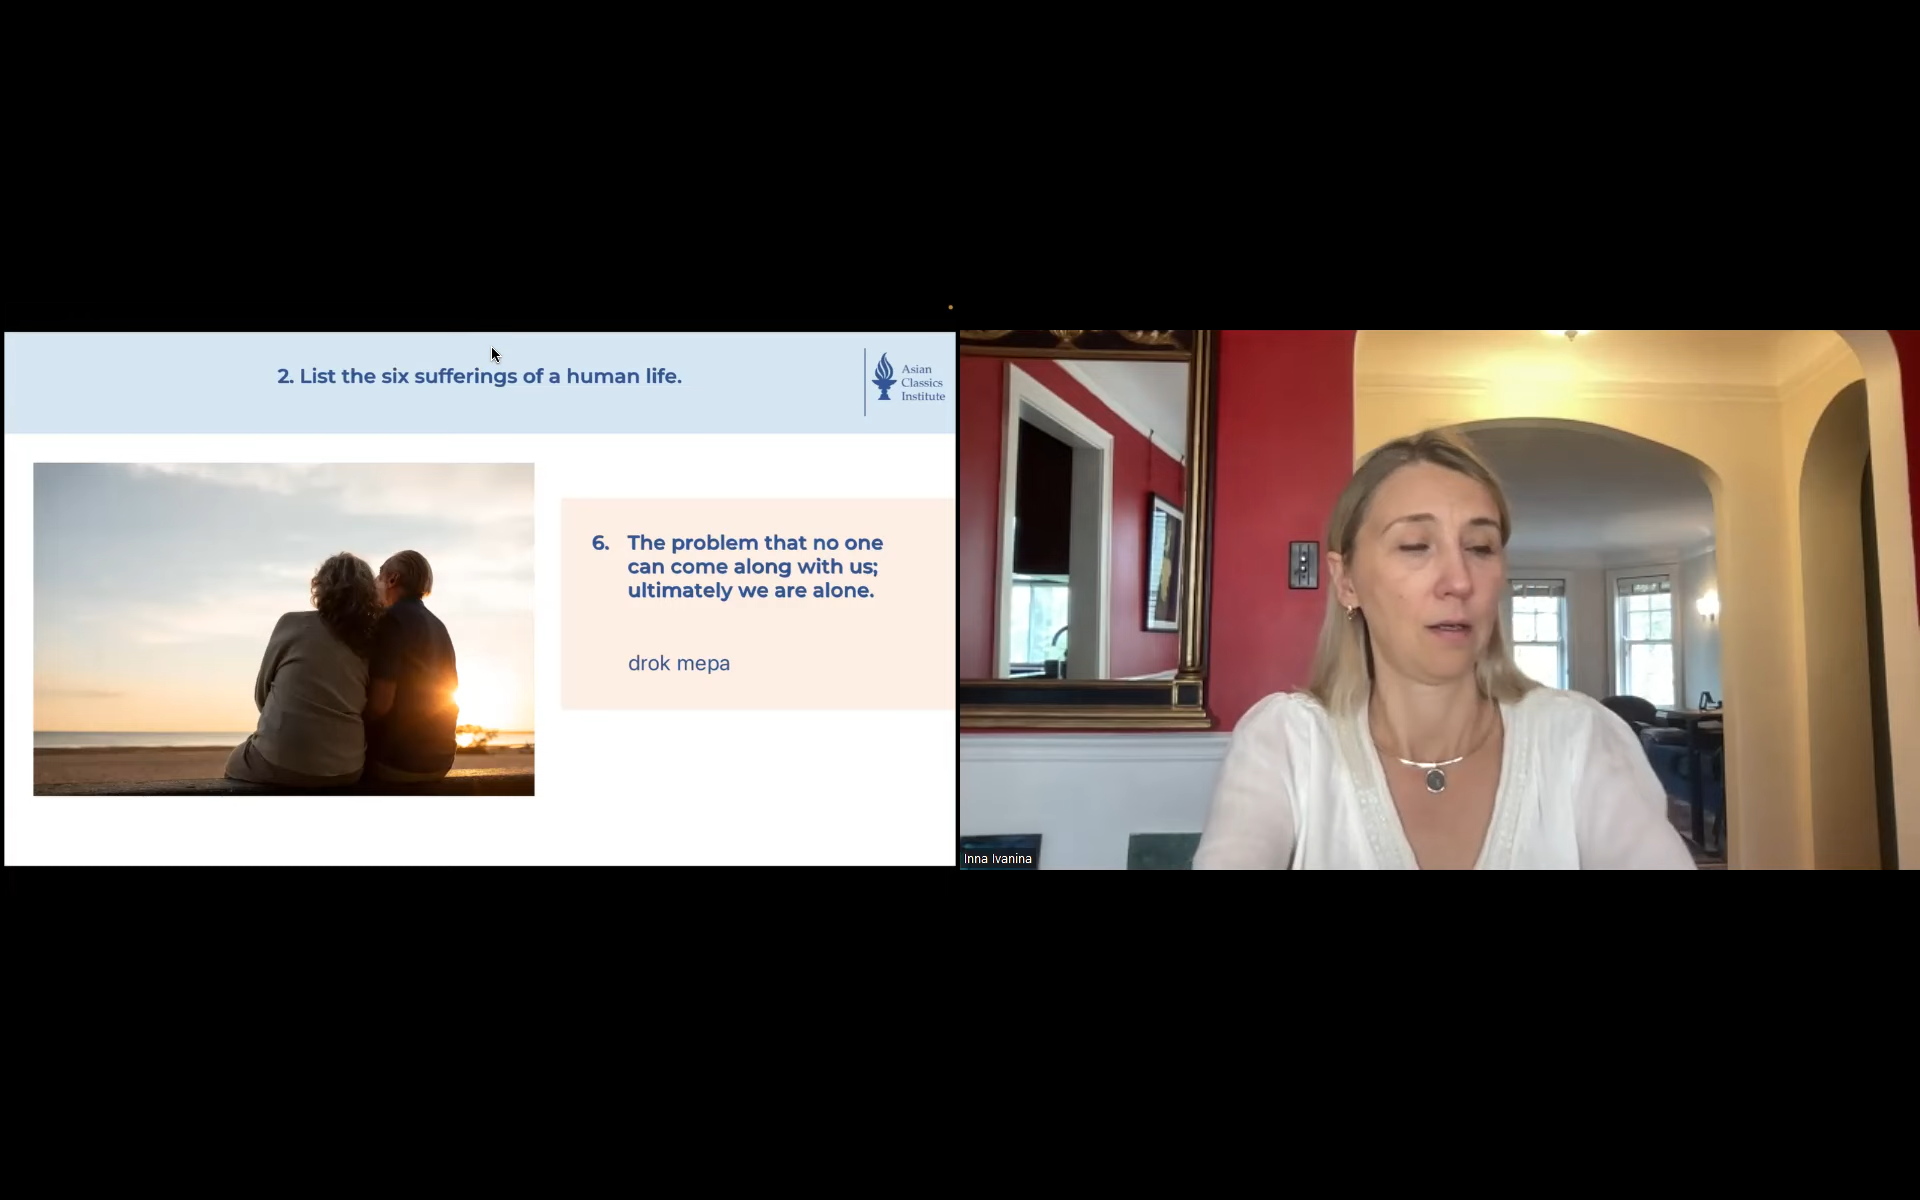 2. List the six sufferings of a human life.
Asian
Classics
Institute
6. The problem that no one
can come along with us;
ultimately we are alone.
drok mepa
Inna Ivanina